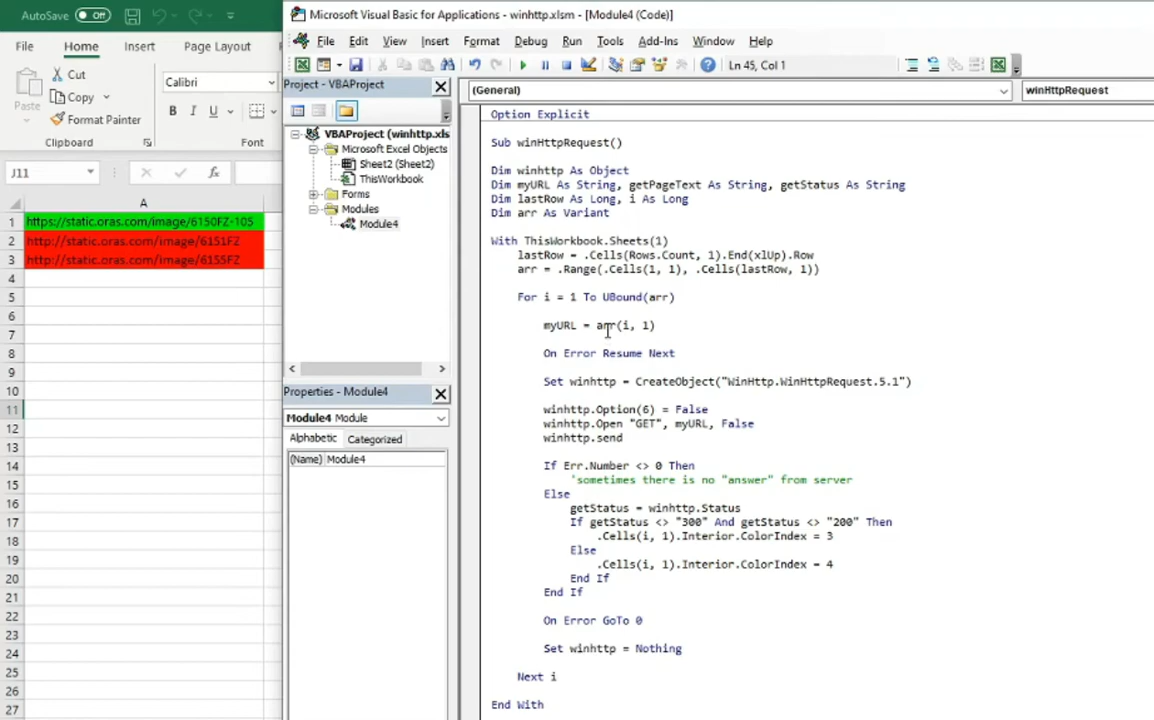 AutoSave Off
File Home Insert Page Layout
Paste
Cut
Copy
Format Painter
Clipboard
Calibri
B I U
Font
J11
fx
A
1 https://static.oras.com/image/6150FZ-105
2 http://static.oras.com/image/6151FZ
3 http://static.oras.com/image/6155FZ
4
5
6
7
8
9
10
11
12
13
14
15
16
17
18
19
20
21
22
23
24
25
26
27
Microsoft Visual Basic for Applications - winhttp.xlsm - [Module4 (Code)]
File Edit View Insert Format Debug Run Tools Add-Ins Window Help
Ln 45, Col 1
Project - VBAProject
VBAProject (winhttp.xls
Microsoft Excel Objects
Sheet2 (Sheet2)
ThisWorkbook
Forms
Modules
Module4
Properties - Module4
Module4 Module
Alphabetic Categorized
(Name) Module4
(General) winHttpRequest
Option Explicit
Sub winHttpRequest()
Dim winhttp As Object
Dim myURL As String, getPageText As String, getStatus As String
Dim lastRow As Long, i As Long
Dim arr As Variant
With ThisWorkbook.Sheets(1)
lastRow = .Cells(Rows.Count, 1).End(xlUp).Row
arr = .Range(.Cells(1, 1), .Cells(lastRow, 1))
For i = 1 To UBound(arr)
myURL = arr(i, 1)
On Error Resume Next
Set winhttp = CreateObject("WinHttp.WinHttpRequest.5.1")
winhttp.Option(6) = False
winhttp.Open "GET", myURL, False
winhttp.send
If Err.Number <> 0 Then
'sometimes there is no "answer" from server
Else
getStatus = winhttp.Status
If getStatus <> "300" And getStatus <> "200" Then
.Cells(i, 1).Interior.ColorIndex = 3
Else
.Cells(i, 1).Interior.ColorIndex = 4
End If
End If
On Error GoTo 0
Set winhttp = Nothing
Next i
End With